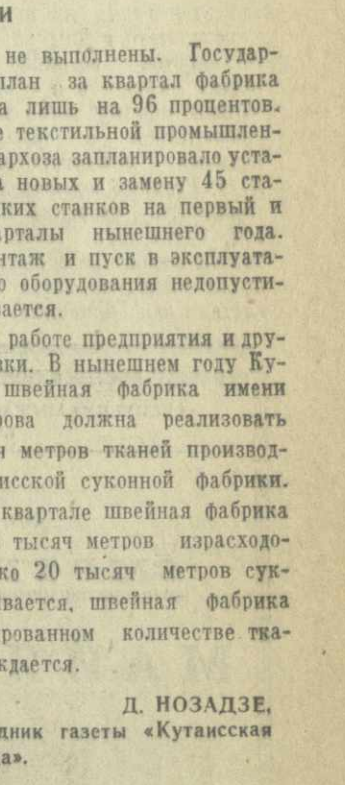 и
не выполнены. Государ-
план за квартал фабрика
а лишь на 96 процентов.
е текстильной промышлен-
архоза запланировало уста-
а новых и замену 45 ста-
ких станков на первый и
арталы нынешнего года.
нтаж и пуск в эксплуата-
о оборудования недопусти-
вается.
работе предприятия и дру-
вки. В нынешнем году Ку-
швейная фабрика имени
рова должна реализовать
н метров тканей производ-
исской суконной фабрики.
квартале швейная фабрика
тысяч метров израсходо-
ко 20 тысяч метров сук-
ивается, швейная фабрика
ированном количестве тка-
ждается.
Д. НОЗАДЗЕ,
дник газеты «Кутаисская
а».